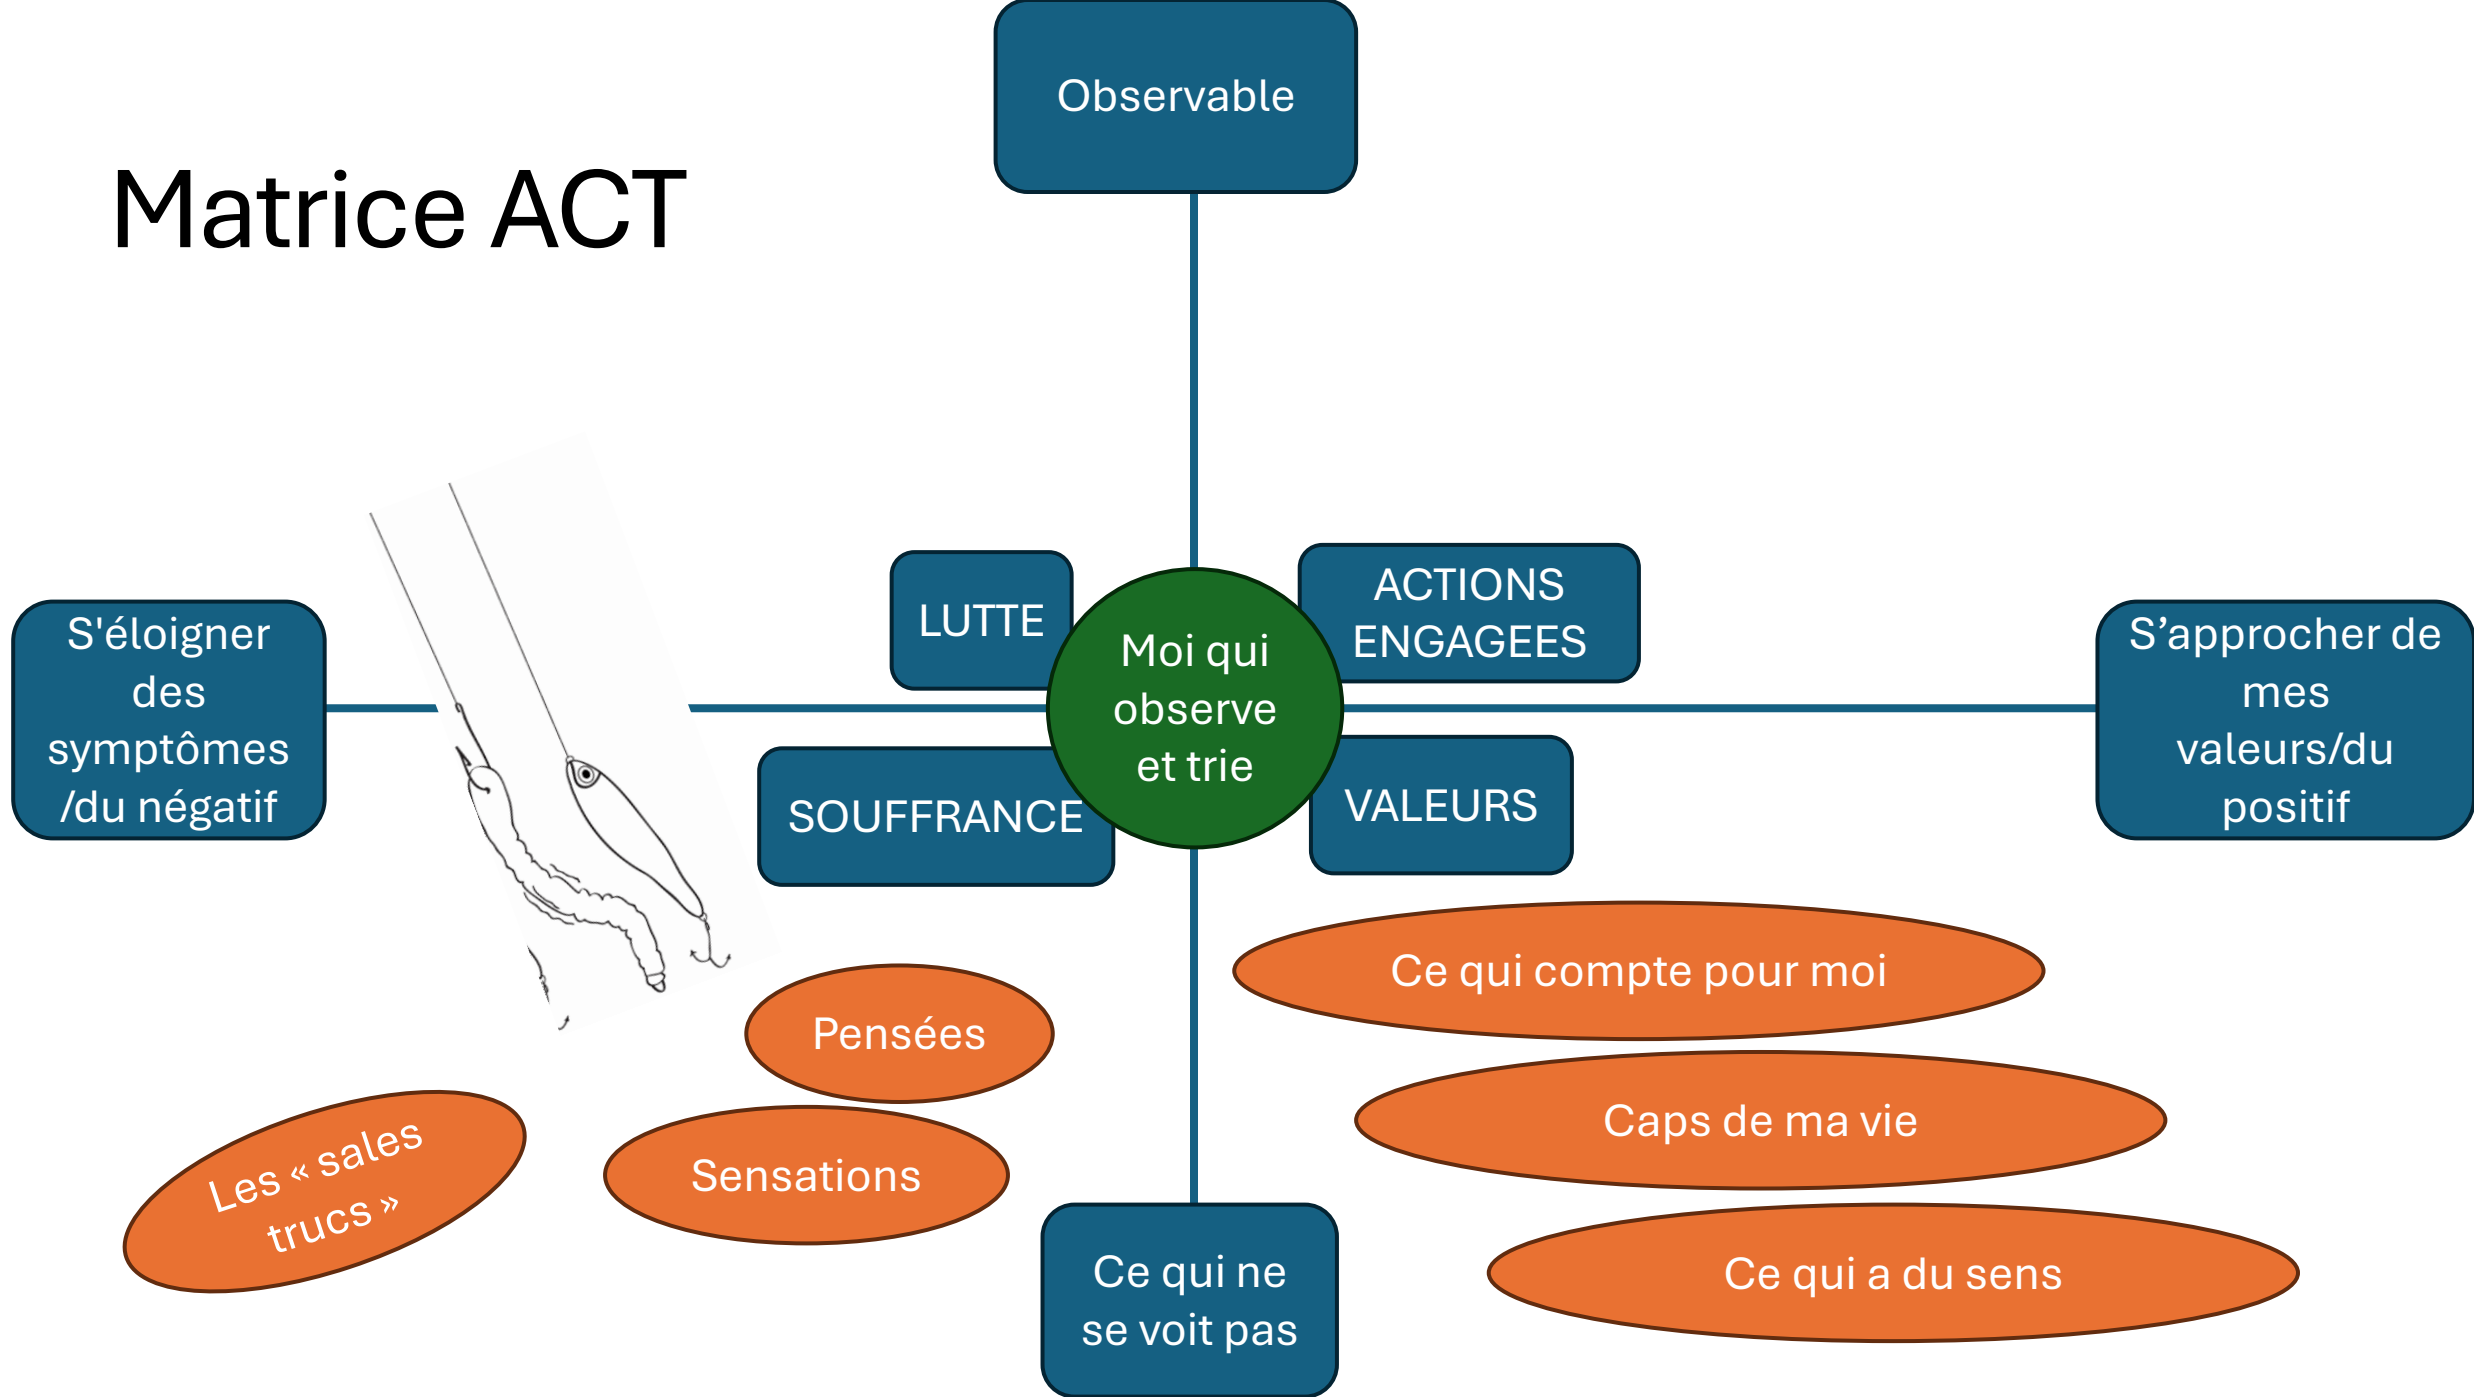 Observable
Matrice ACT
LUTTE
ACTIONS
ENGAGEES
S'éloigner
des
symptômes
/du négatif
Moi qui
observe
et trie
S’approcher de
mes
valeurs/du
positif
SOUFFRANCE
VALEURS
Ce qui compte pour moi
Pensées
Caps de ma vie
Sensations
Les « sales
trucs »
Ce qui ne
se voit pas
Ce qui a du sens